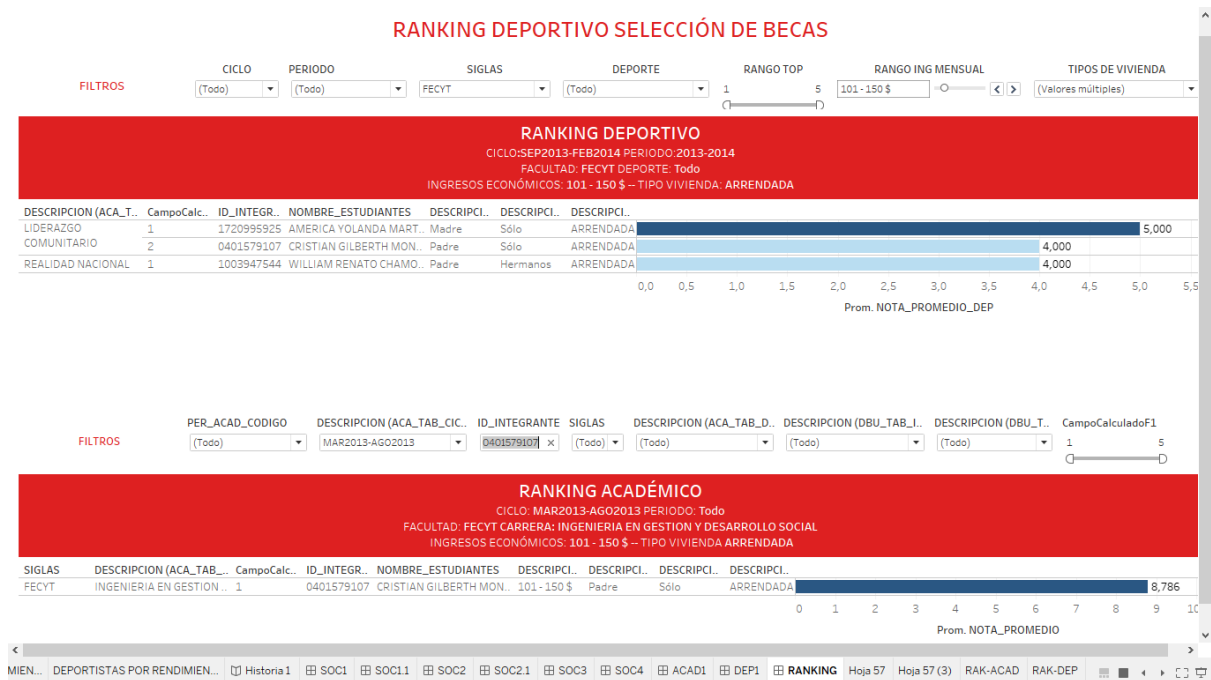 RANKING DEPORTIVO SELECCIÓN DE BECAS
FILTROS
CICLO PERIODO SIGLAS DEPORTE RANGO TOP RANGO ING MENSUAL TIPOS DE VIVIENDA
(Todo) (Todo) FECYT (Todo) 1 5 101 - 150 $ (Valores múltiples)
RANKING DEPORTIVO
CICLO:SEP2013-FEB2014 PERIODO:2013-2014
FACULTAD: FECYT DEPORTE: Todo
INGRESOS ECONÓMICOS: 101 - 150 $ -- TIPO VIVIENDA: ARRENDADA
DESCRIPCION (ACA_T.. CampoCalc.. ID_INTEGR.. NOMBRE_ESTUDIANTES DESCRIPCI.. DESCRIPCI.. DESCRIPCI..
LIDERAZGO COMUNITARIO 1 1720995925 AMERICA YOLANDA MART.. Madre Sólo ARRENDADA 5,000
2 0401579107 CRISTIAN GILBERTH MON.. Padre Sólo ARRENDADA 4,000
REALIDAD NACIONAL 1 1003947544 WILLIAM RENATO CHAMO.. Padre Hermanos ARRENDADA 4,000
0,0 0,5 1,0 1,5 2,0 2,5 3,0 3,5 4,0 4,5 5,0 5,5
Prom. NOTA_PROMEDIO_DEP
FILTROS
PER_ACAD_CODIGO DESCRIPCION (ACA_TAB_CIC.. ID_INTEGRANTE SIGLAS DESCRIPCION (ACA_TAB_D.. DESCRIPCION (DBU_TAB_I.. DESCRIPCION (DBU_T.. CampoCalculadoF1
(Todo) MAR2013-AGO2013 0401579107 × (Todo) (Todo) (Todo) (Todo) 1 5
RANKING ACADÉMICO
CICLO: MAR2013-AGO2013 PERIODO: Todo
FACULTAD: FECYT CARRERA: INGENIERIA EN GESTION Y DESARROLLO SOCIAL
INGRESOS ECONÓMICOS: 101 - 150 $ -- TIPO VIVIENDA ARRENDADA
SIGLAS DESCRIPCION (ACA_TAB_.. CampoCalc.. ID_INTEGR.. NOMBRE_ESTUDIANTES DESCRIPCI.. DESCRIPCI.. DESCRIPCI.. DESCRIPCI..
FECYT INGENIERIA EN GESTION .. 1 0401579107 CRISTIAN GILBERTH MON.. 101 - 150 $ Padre Sólo ARRENDADA 8,786
0 1 2 3 4 5 6 7 8 9 10
Prom. NOTA_PROMEDIO
MIEN... DEPORTISTAS POR RENDIMIEN... Historia 1 SOC1 SOC1.1 SOC2 SOC2.1 SOC3 SOC4 ACAD1 DEP1 RANKING Hoja 57 Hoja 57 (3) RAK-ACAD RAK-DEP